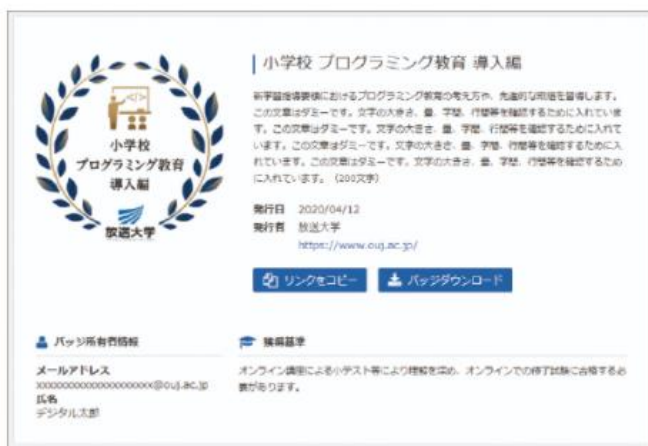 小学校
プログラミング教育
導入編
放送大学
小学校 プログラミング教育 導入編
新学習指導要領におけるプログラミング教育の考え方や、先進的な取組を習得します。
この文章はダミーです。文字の大きさ、量、字間、行間等を確認するために入れていま
す。この文章はダミーです。文字の大きさ、量、字間、行間等を確認するために入れて
います。この文章はダミーです。文字の大きさ、量、字間、行間等を確認するために入
れています。この文章はダミーです。文字の大きさ、量、字間、行間等を確認するため
に入れています。（200文字）
発行日 2020/04/12
発行者 放送大学
https://www.ouj.ac.jp/
リンクをコピー
バッジダウンロード
バッジ所有者情報
メールアドレス
xxxxxxxxxxxxxxxxxxxx@ouj.ac.jp
氏名
デジタル太郎
獲得基準
オンライン講座による小テスト等により理解を深め、オンラインでの修了試験に合格する必
要があります。